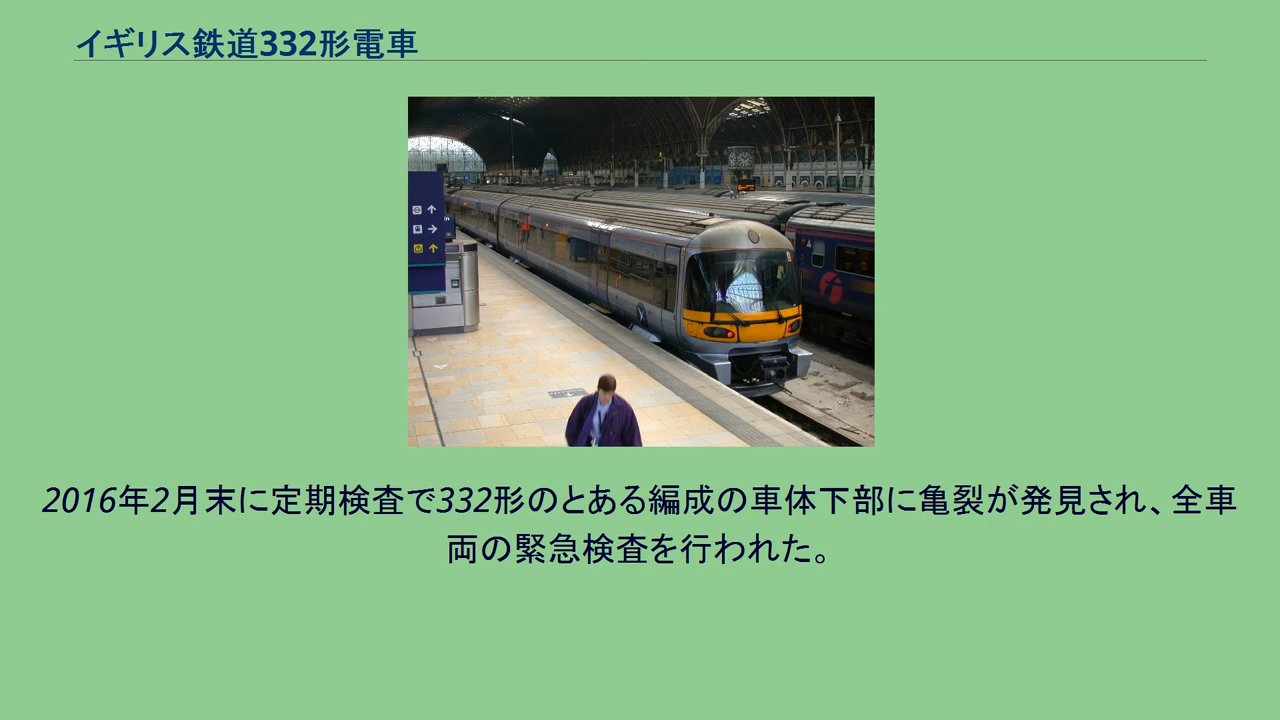 イギリス鉄道332形電車
2016年2月末に定期検査で332形のとある編成の車体下部に亀裂が発見され、全車
両の緊急検査を行われた。